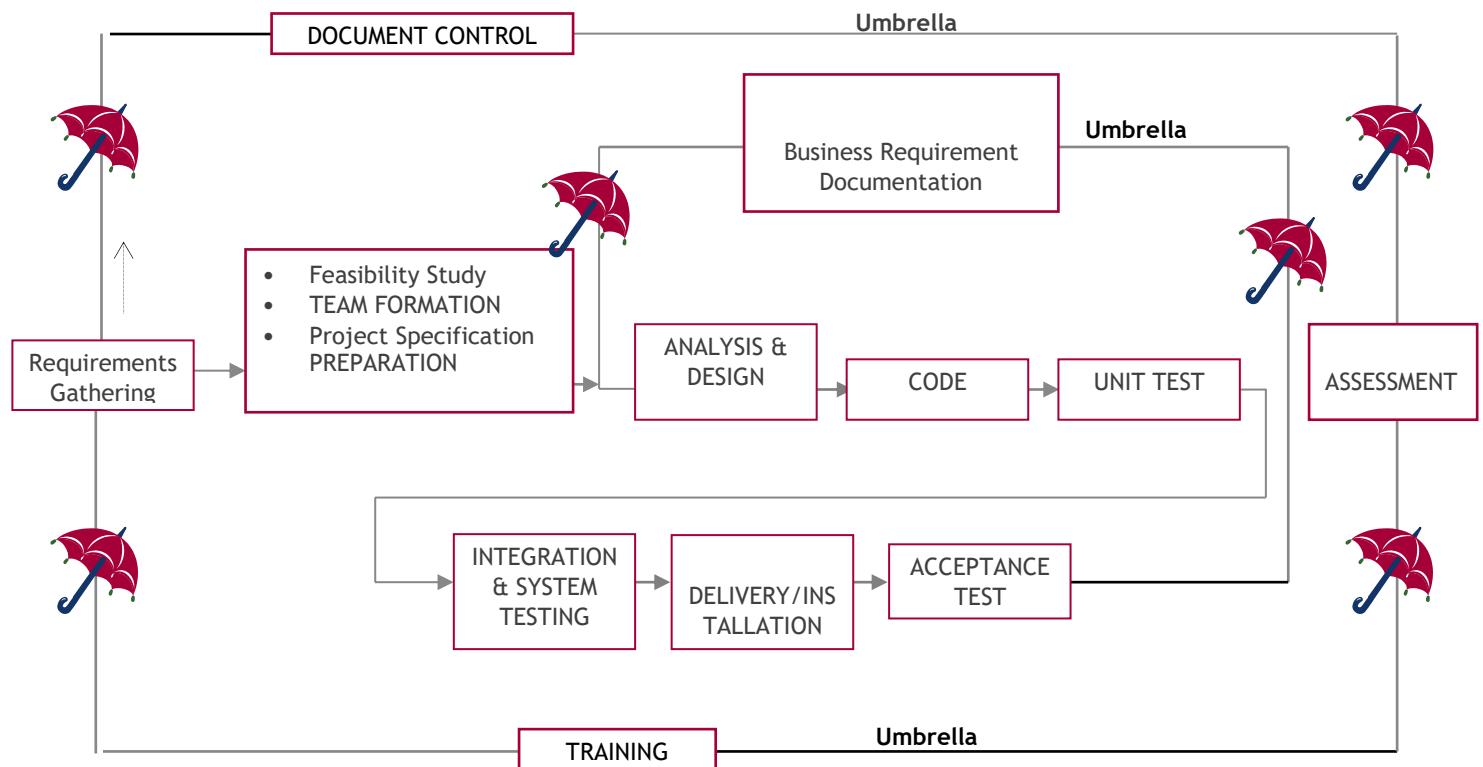 Umbrella
DOCUMENT CONTROL
Business Requirement
Documentation
Umbrella
• Feasibility Study
• TEAM FORMATION
• Project Specification
PREPARATION
Requirements
Gathering
ANALYSIS &
DESIGN
CODE
UNIT TEST
ASSESSMENT
INTEGRATION
& SYSTEM
TESTING
DELIVERY/INS
TALLATION
ACCEPTANCE
TEST
Umbrella
TRAINING